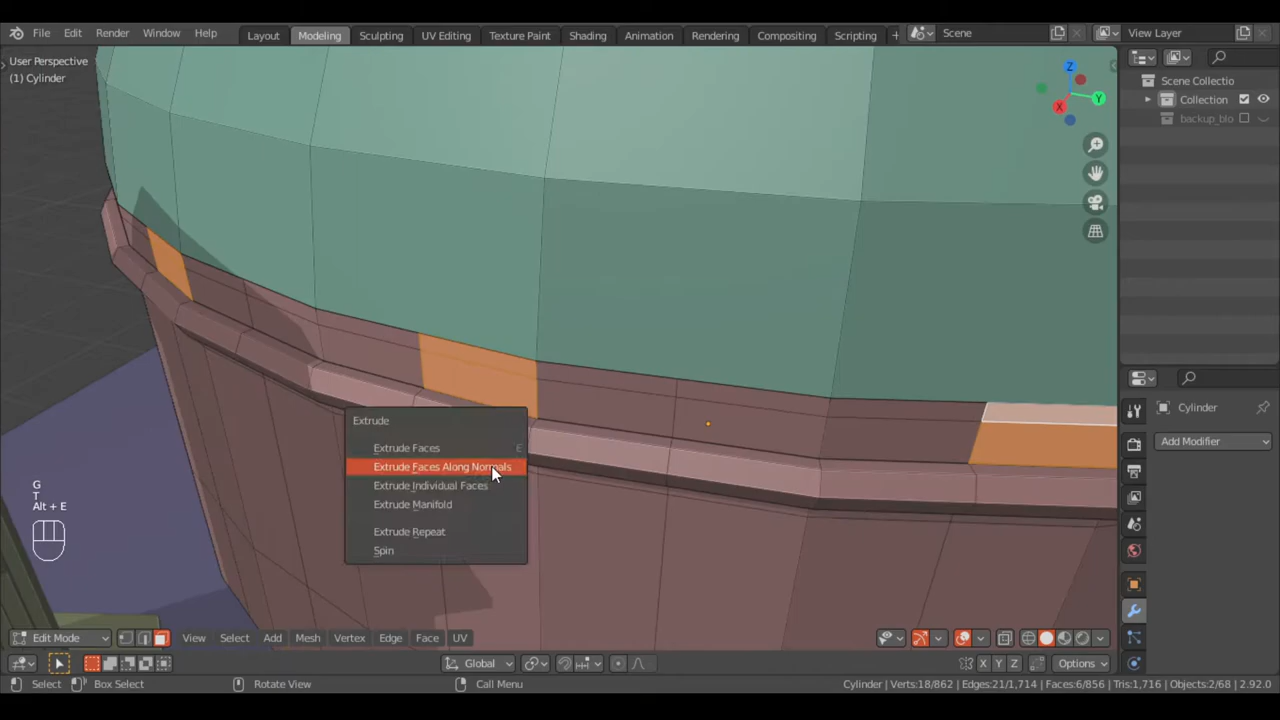 File Edit Render Window Help Layout Modeling Sculpting UV Editing Texture Paint Shading Animation Rendering Compositing Scripting + Scene View Layer
User Perspective
(1) Cylinder
Z
Y
X
Scene Collectio
Collection
backup_blo
Cylinder
Add Modifier
Extrude
Extrude Faces E
Extrude Faces Along Normals
Extrude Individual Faces
Extrude Manifold
Extrude Repeat
Spin
G
T
Alt + E
Edit Mode View Select Add Mesh Vertex Edge Face UV
Global X Y Z Options
Select Box Select Rotate View Call Menu Cylinder | Verts:18/862 | Edges:21/1,714 | Faces:6/856 | Tris:1,716 | Objects:2/68 | 2.92.0